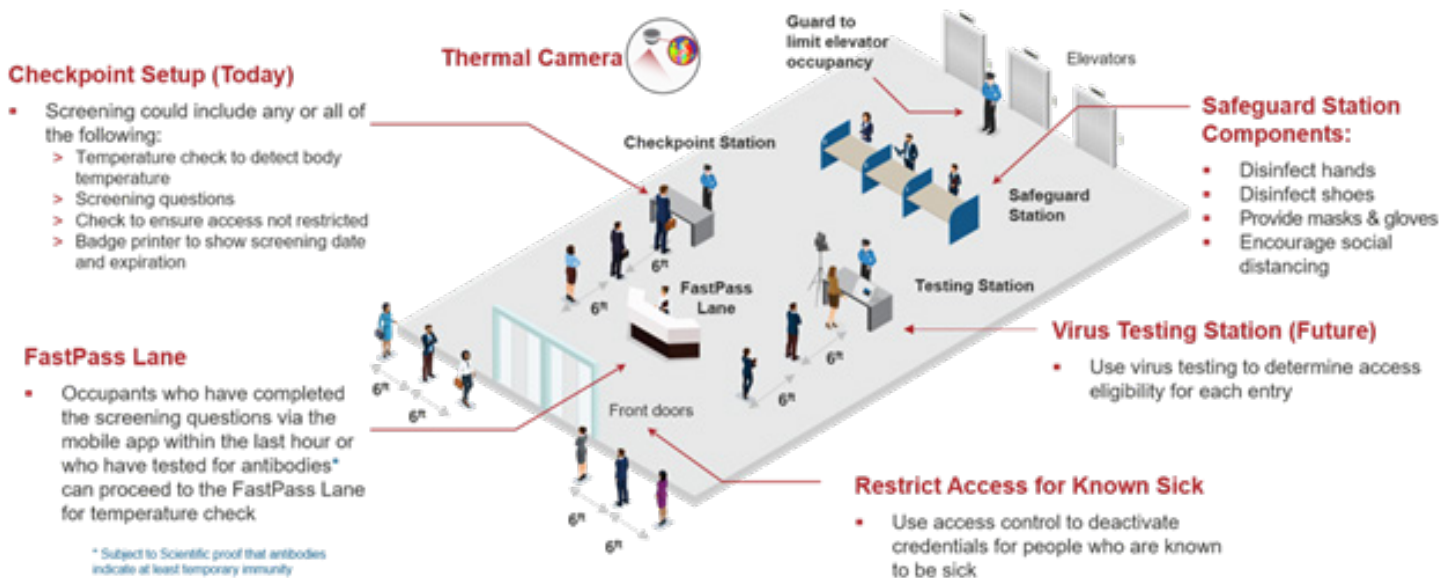 Thermal Camera
Guard to
limit elevator
occupancy
Elevators
Checkpoint Setup (Today)
▪ Screening could include any or all of
the following:
> Temperature check to detect body
temperature
> Screening questions
> Check to ensure access not restricted
> Badge printer to show screening date
and expiration
Checkpoint Station
Safeguard Station
Components:
▪ Disinfect hands
▪ Disinfect shoes
▪ Provide masks & gloves
▪ Encourage social
distancing
Safeguard
Station
6ft
6ft
FastPass
Lane
Testing Station
6ft
6ft
FastPass Lane
▪ Occupants who have completed
the screening questions via the
mobile app within the last hour or
who have tested for antibodies*
can proceed to the FastPass Lane
for temperature check
* Subject to Scientific proof that antibodies
indicate at least temporary immunity
6ft
6ft
Front doors
6ft
6ft
Virus Testing Station (Future)
▪ Use virus testing to determine access
eligibility for each entry
Restrict Access for Known Sick
▪ Use access control to deactivate
credentials for people who are known
to be sick